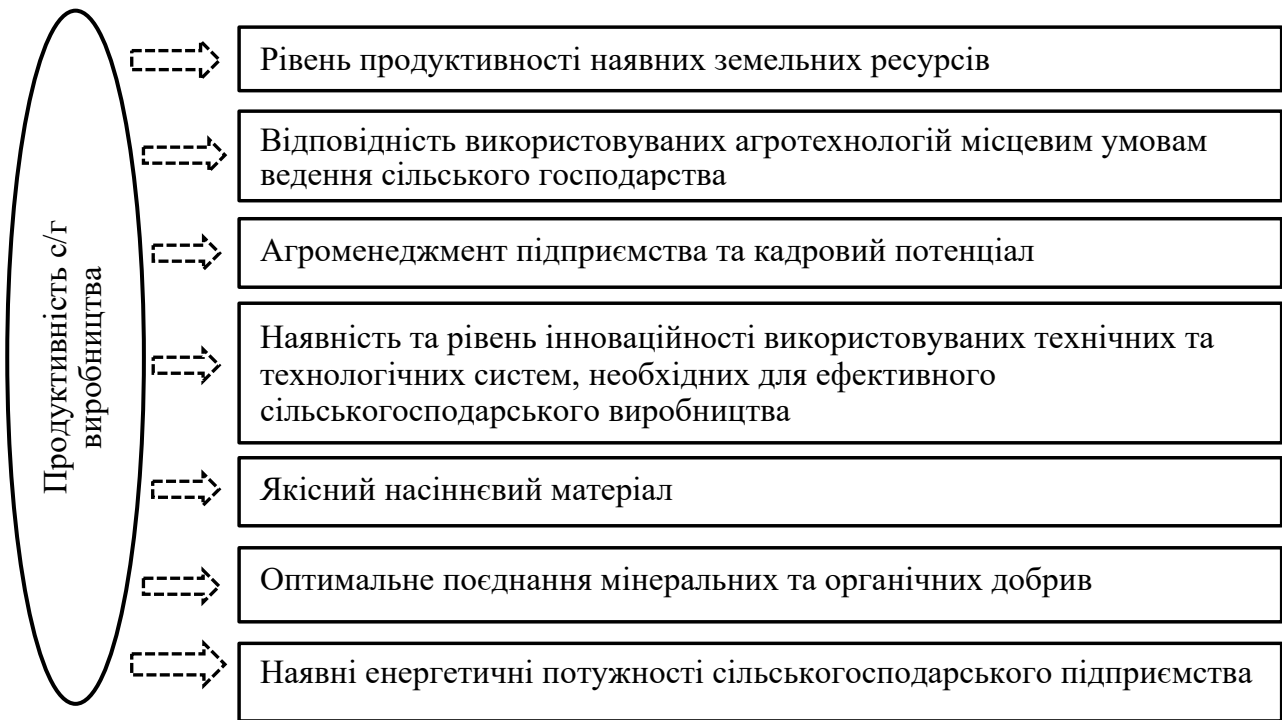 Продуктивність с/г
виробництва
Рівень продуктивності наявних земельних ресурсів
Відповідність використовуваних агротехнологій місцевим умовам
ведення сільського господарства
Агроменеджмент підприємства та кадровий потенціал
Наявність та рівень інноваційності використовуваних технічних та
технологічних систем, необхідних для ефективного
сільськогосподарського виробництва
Якісний насіннєвий матеріал
Оптимальне поєднання мінеральних та органічних добрив
Наявні енергетичні потужності сільськогосподарського підприємства